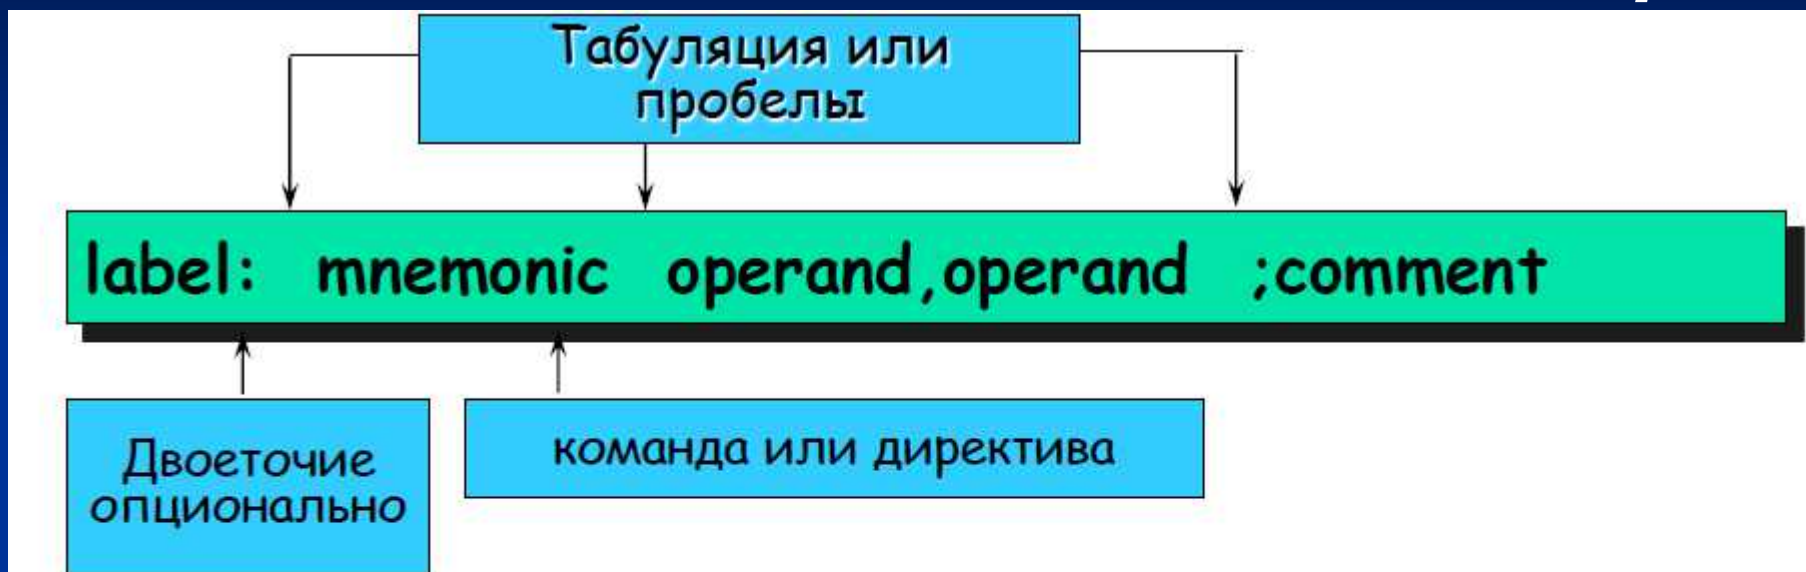 Табуляция или
пробелы
label: mnemonic operand,operand ;comment
Двоеточие
опционально
команда или директива